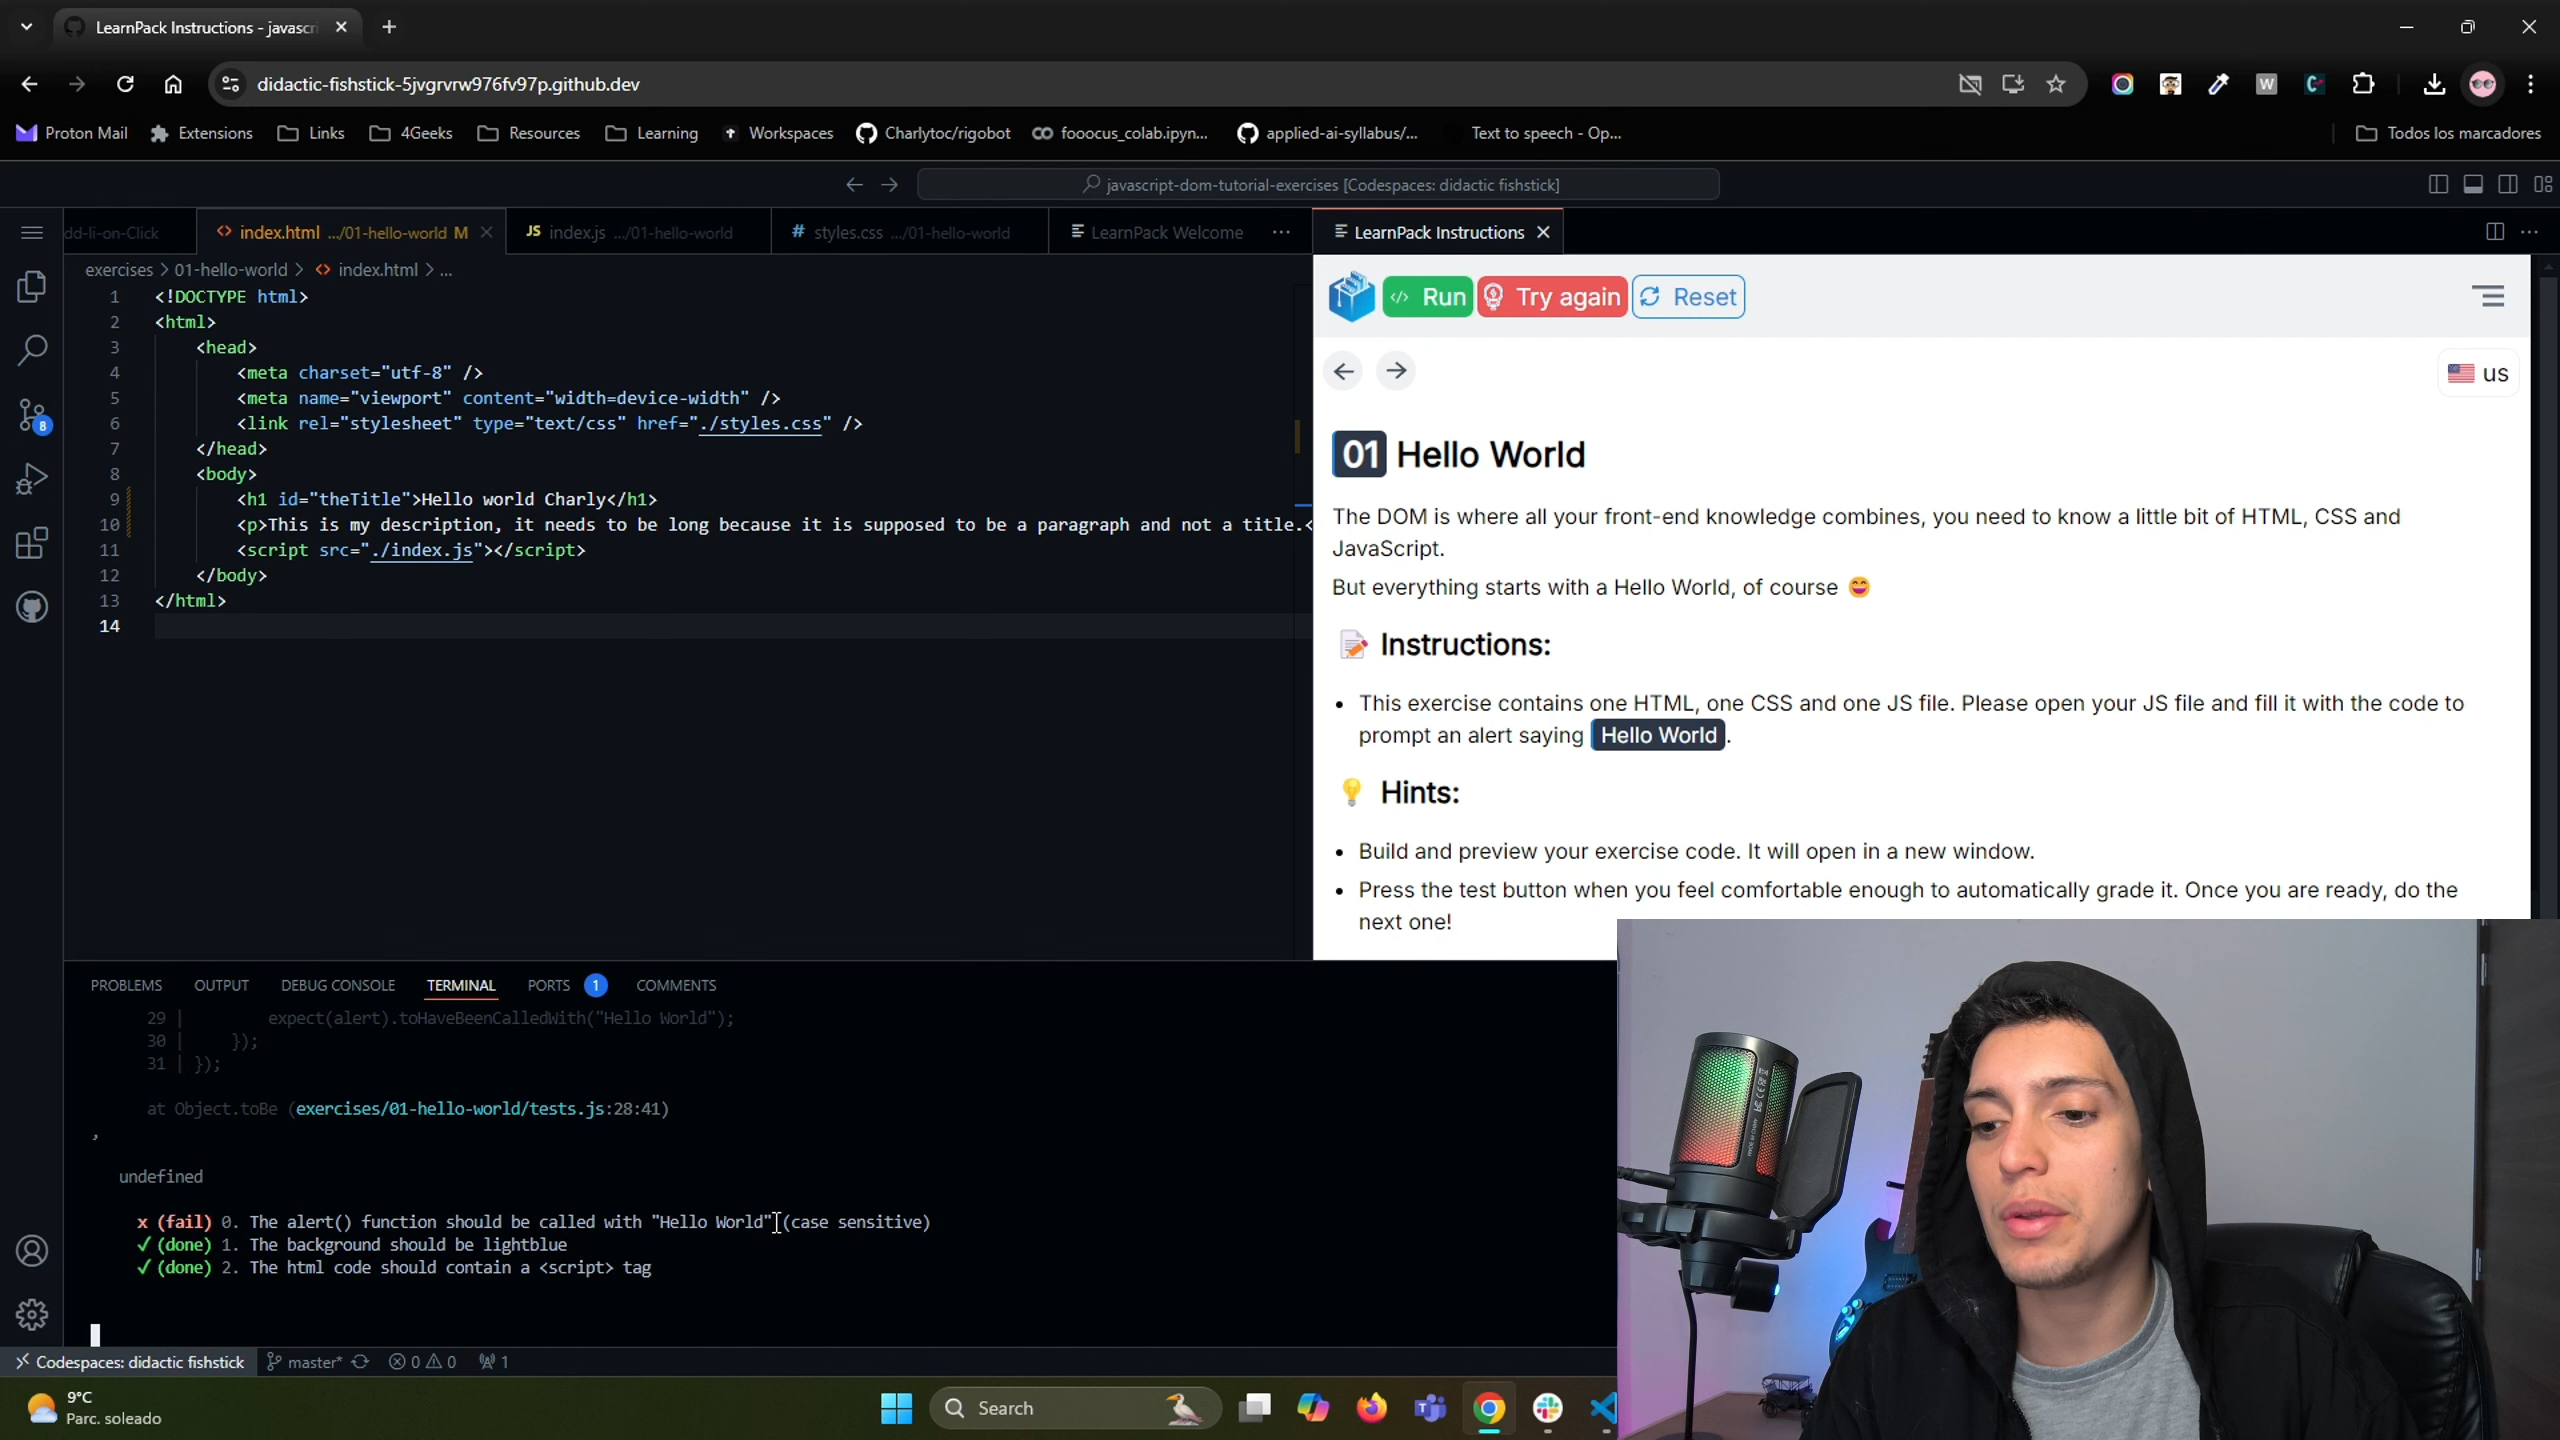 LearnPack Instructions - javascri
didactic-fishstick-5jvgrvrw976fv97p.github.dev
Proton Mail Extensions Links 4Geeks Resources Learning Workspaces Charlytoc/rigobot fooocus_colab.ipyn... applied-ai-syllabus/... Text to speech - Op... Todos los marcadores
javascript-dom-tutorial-exercises [Codespaces: didactic fishstick]
dd-li-on-Click <> index.html .../01-hello-world M JS index.js .../01-hello-world # styles.css .../01-hello-world LearnPack Welcome ...
exercises > 01-hello-world > <> index.html > ...
1 <!DOCTYPE html>
2 <html>
3 <head>
4 <meta charset="utf-8" />
5 <meta name="viewport" content="width=device-width" />
6 <link rel="stylesheet" type="text/css" href="./styles.css" />
7 </head>
8 <body>
9 <h1 id="theTitle">Hello world Charly</h1>
10 <p>This is my description, it needs to be long because it is supposed to be a paragraph and not a title.<
11 <script src="./index.js"></script>
12 </body>
13 </html>
14
LearnPack Instructions
</> Run Try again Reset
us
01 Hello World
The DOM is where all your front-end knowledge combines, you need to know a little bit of HTML, CSS and
JavaScript.
But everything starts with a Hello World, of course 😄
📝 Instructions:
• This exercise contains one HTML, one CSS and one JS file. Please open your JS file and fill it with the code to
prompt an alert saying Hello World.
💡 Hints:
• Build and preview your exercise code. It will open in a new window.
• Press the test button when you feel comfortable enough to automatically grade it. Once you are ready, do the
next one!
8
PROBLEMS OUTPUT DEBUG CONSOLE TERMINAL PORTS 1 COMMENTS
29 | expect(alert).toHaveBeenCalledWith("Hello World");
30 | });
31 | });
at Object.toBe (exercises/01-hello-world/tests.js:28:41)
,
undefined
x (fail) 0. The alert() function should be called with "Hello World" (case sensitive)
✓ (done) 1. The background should be lightblue
✓ (done) 2. The html code should contain a <script> tag
Codespaces: didactic fishstick master* 0 0 1
9°C
Parc. soleado
Search